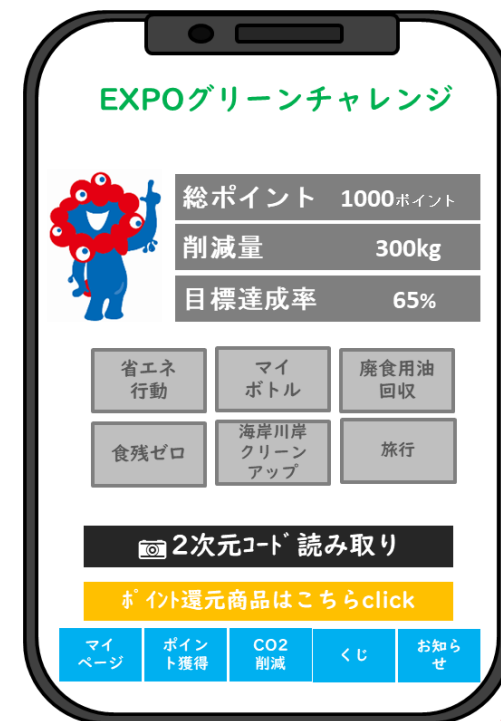 EXPOグリーンチャレンジ
総ポイント 1000ポイント
削減量 300kg
目標達成率 65%
省エネ
行動
マイ
ボトル
廃食用油
回収
食残ゼロ
海岸川岸
クリーン
アップ
旅行
2次元ｺｰﾄﾞ読み取り
ﾎﾟｲﾝﾄ還元商品はこちらclick
マイ
ページ
ポイン
ト獲得
CO2
削減
くじ
お知ら
せ